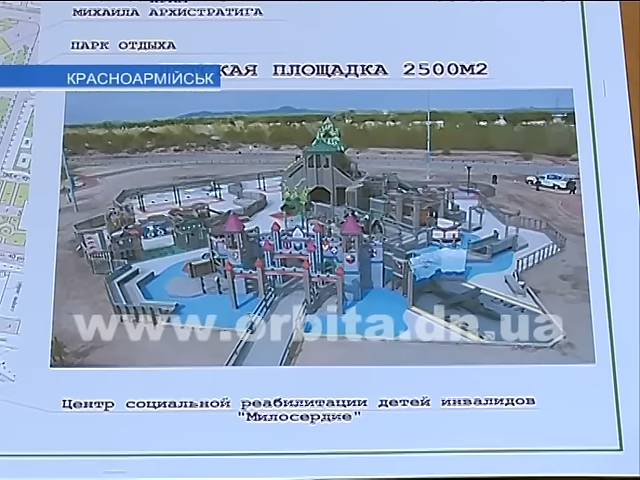 МИХАИЛА АРХИСТРАТИГА
ПАРК ОТДЫХА
КАЯ ПЛОЩАДКА 2500М2
КРАСНОАРМІЙСЬК
www.orbita.dn.ua
Центр социальной реабилитации детей инвалидов
"Милосердие"